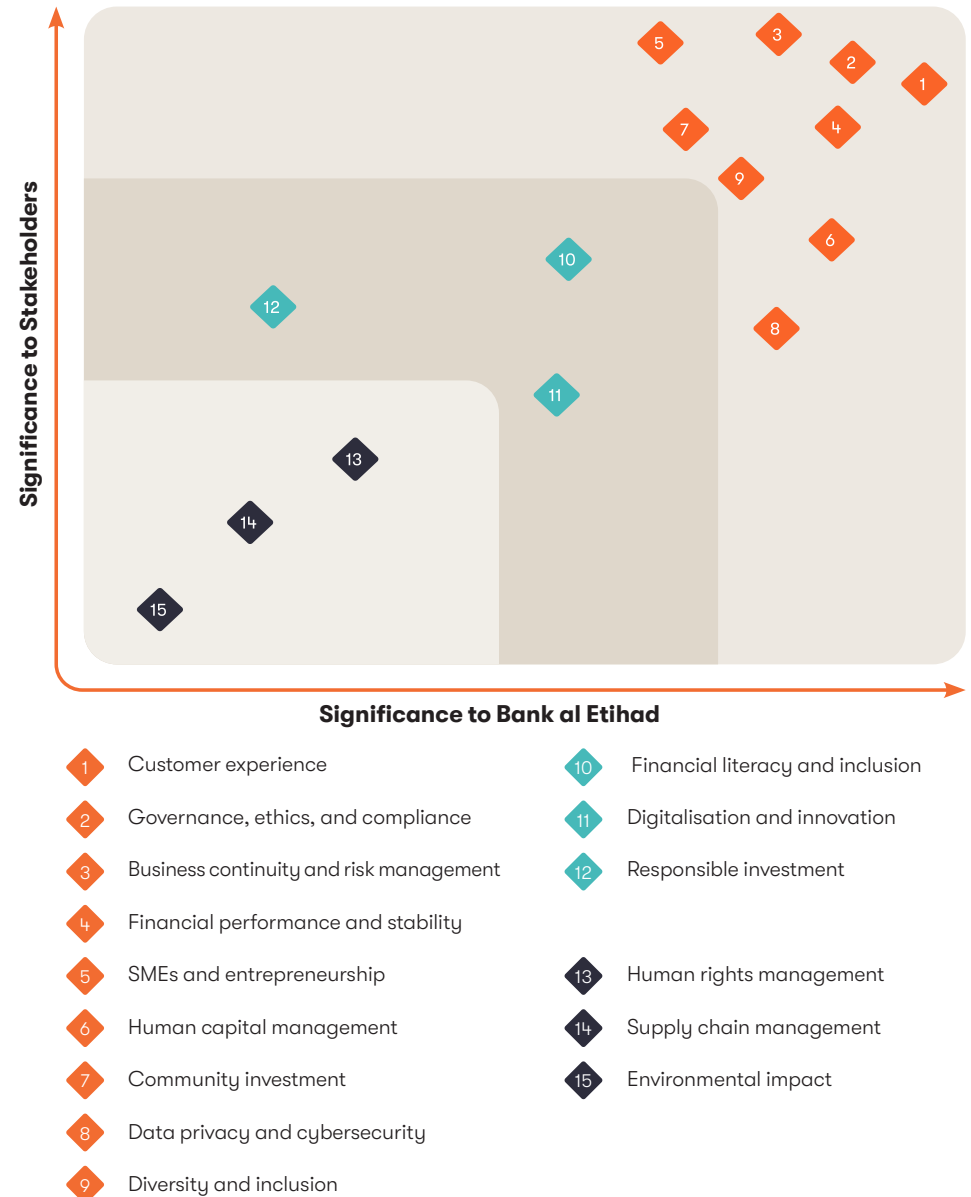 Significance to Stakeholders
5
3
2
1
7
4
9
6
10
12
8
11
13
14
15
Significance to Bank al Etihad
1 Customer experience
2 Governance, ethics, and compliance
3 Business continuity and risk management
4 Financial performance and stability
5 SMEs and entrepreneurship
6 Human capital management
7 Community investment
8 Data privacy and cybersecurity
9 Diversity and inclusion
10 Financial literacy and inclusion
11 Digitalisation and innovation
12 Responsible investment
13 Human rights management
14 Supply chain management
15 Environmental impact